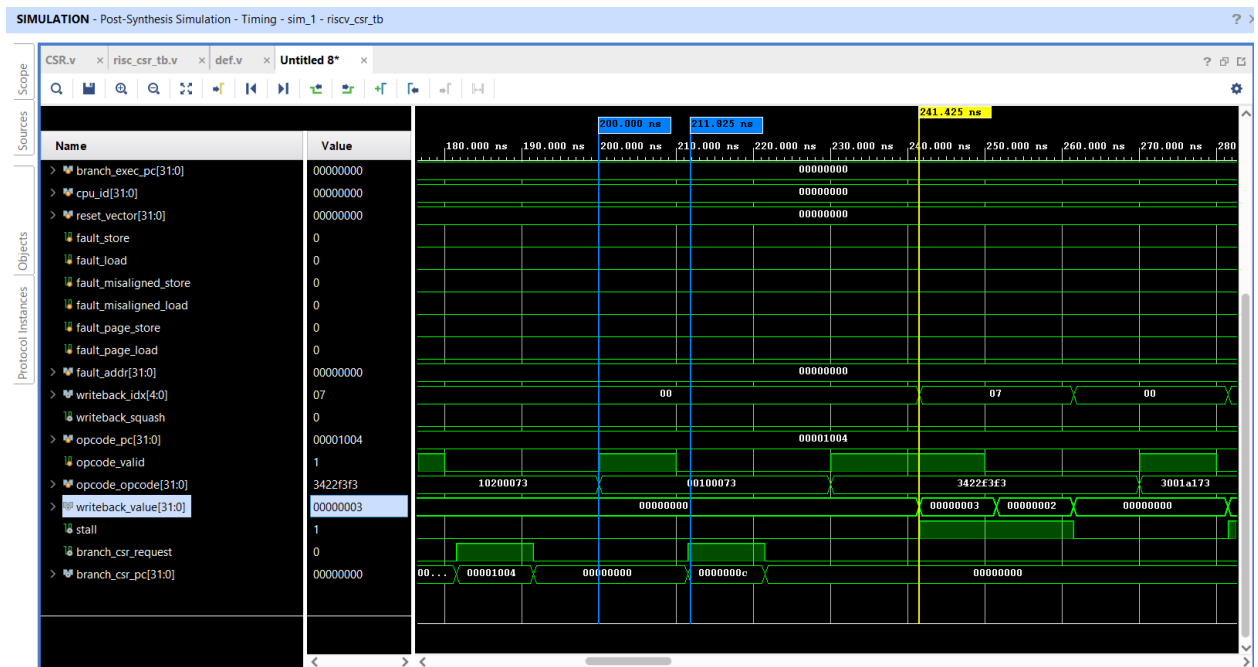 SIMULATION - Post-Synthesis Simulation - Timing - sim_1 - riscv_csr_tb ? ×
CSR.v × risc_csr_tb.v × def.v × Untitled 8* ×
Scope
Sources
Objects
Protocol Instances
Name Value
200.000 ns 211.825 ns 241.425 ns
180.000 ns 190.000 ns 200.000 ns 210.000 ns 220.000 ns 230.000 ns 240.000 ns 250.000 ns 260.000 ns 270.000 ns 280
branch_exec_pc[31:0] 00000000 00000000
cpu_id[31:0] 00000000 00000000
reset_vector[31:0] 00000000 00000000
fault_store 0
fault_load 0
fault_misaligned_store 0
fault_misaligned_load 0
fault_page_store 0
fault_page_load 0
fault_addr[31:0] 00000000 00000000
writeback_idx[4:0] 07 00 07 00
writeback_squash 0
opcode_pc[31:0] 00001004 00001004
opcode_valid 1
opcode_opcode[31:0] 3422f3f3 10200073 00100073 3422f3f3 3001a173
writeback_value[31:0] 00000003 00000000 00000003 00000002 00000000
stall 1
branch_csr_request 0
branch_csr_pc[31:0] 00000000 00... 00001004 00000000 0000000c 00000000